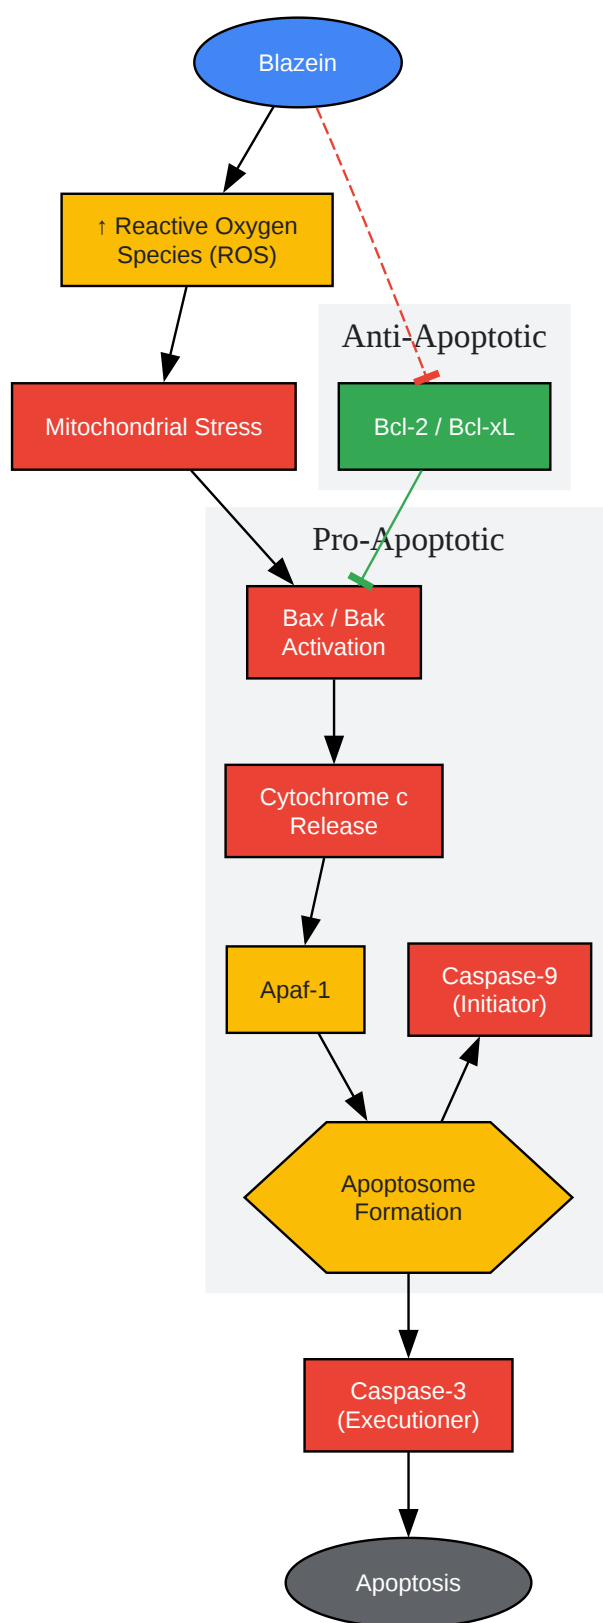 Blazein
↑ Reactive Oxygen
Species (ROS)
Anti-Apoptotic
Mitochondrial Stress
Bcl-2 / Bcl-xL
Pro-Apoptotic
Bax / Bak
Activation
Cytochrome c
Release
Apaf-1
Caspase-9
(Initiator)
Apoptosome
Formation
Caspase-3
(Executioner)
Apoptosis